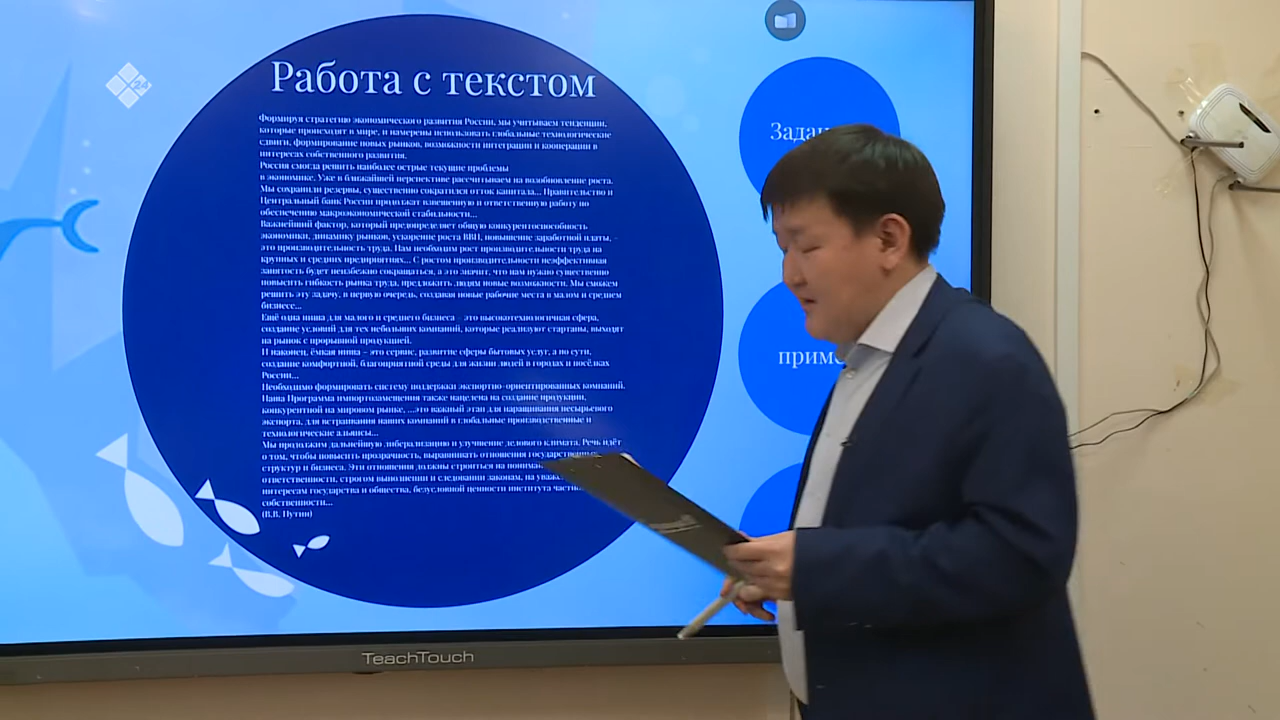 24
Работа с текстом
Формируя стратегию экономического развития России, мы учитываем тенденции,
которые происходят в мире, и намерены использовать глобальные технологические
сдвиги, формирование новых рынков, возможности интеграции и кооперации в
интересах собственного развития.
Россия смогла решить наиболее острые текущие проблемы
в экономике. Уже в ближайшей перспективе рассчитываем на возобновление роста.
Мы сохранили резервы, существенно сократился отток капитала... Правительство и
Центральный банк России продолжат взвешенную и ответственную работу по
обеспечению макроэкономической стабильности...
Важнейший фактор, который предопределяет общую конкурентоспособность
экономики, динамику рынков, ускорение роста ВВП, повышение заработной платы, –
это производительность труда. Нам необходим рост производительности труда на
крупных и средних предприятиях... С ростом производительности неэффективная
занятость будет неизбежно сокращаться, а это значит, что нам нужно существенно
повысить гибкость рынка труда, предложить людям новые возможности. Мы сможем
решить эту задачу, в первую очередь, создавая новые рабочие места в малом и среднем
бизнесе...
Ещё одна ниша для малого и среднего бизнеса – это высокотехнологичная сфера,
создание условий для тех небольших компаний, которые реализуют стартапы, выходят
на рынок с прорывной продукцией.
И наконец, ёмкая ниша – это сервис, развитие сферы бытовых услуг, а по сути,
создание комфортной, благоприятной среды для жизни людей в городах и посёлках
России...
Необходимо формировать систему поддержки экспортно-ориентированных компаний.
Наша Программа импортозамещения также нацелена на создание продукции,
конкурентной на мировом рынке, ...это важный этап для наращивания несырьевого
экспорта, для встраивания наших компаний в глобальные производственные и
технологические альянсы...
Мы продолжим дальнейшую либерализацию и улучшение делового климата. Речь идёт
о том, чтобы повысить прозрачность, выравнивать отношения государственных
структур и бизнеса. Эти отношения должны строиться на понима
ответственности, строгом выполнении и следовании законам, на уваж
интересам государства и общества, безусловной ценности института частн
собственности...
(В.В. Путин)
Задан
приме
TeachTouch